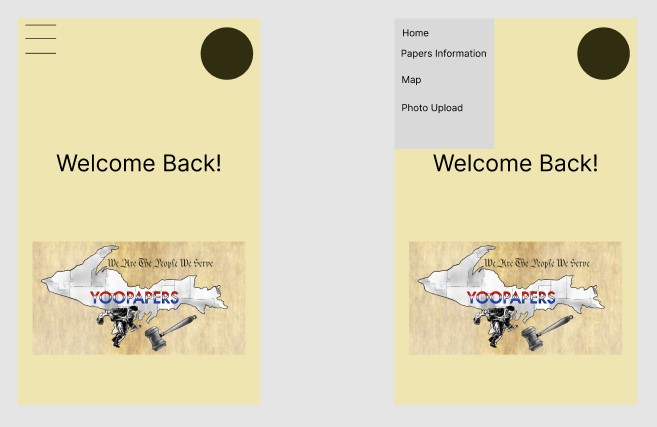 Welcome Back!
We Are The People We Serve
YOOPAPERS
Home
Papers Information
Map
Photo Upload
Welcome Back!
We Are The People We Serve
YOOPAPERS